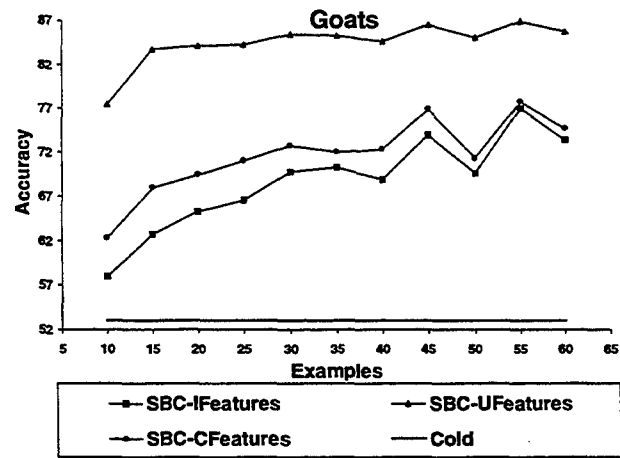 Goats
87
82
77
72
67
62
57
52
Accuracy
5 10 15 20 25 30 35 40 45 50 55 60 65
Examples
SBC-IFeatures SBC-UFeatures
SBC-CFeatures Cold